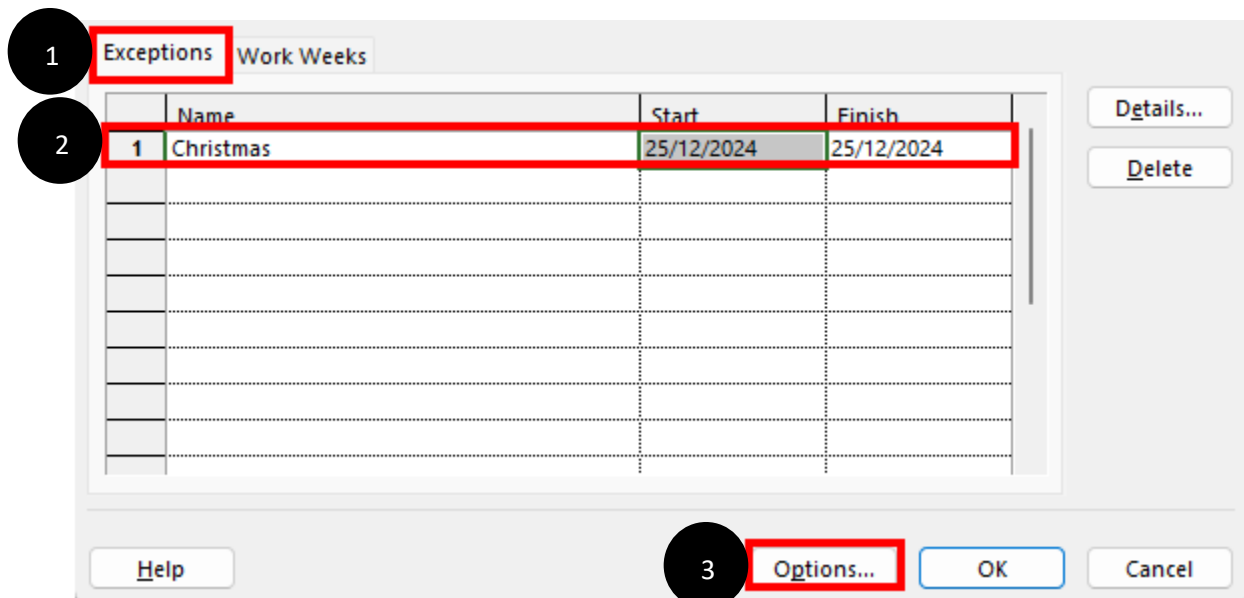 1 Exceptions Work Weeks
Name Start Finish Details...
2 1 Christmas 25/12/2024 25/12/2024
Delete
Help 3 Options... OK Cancel